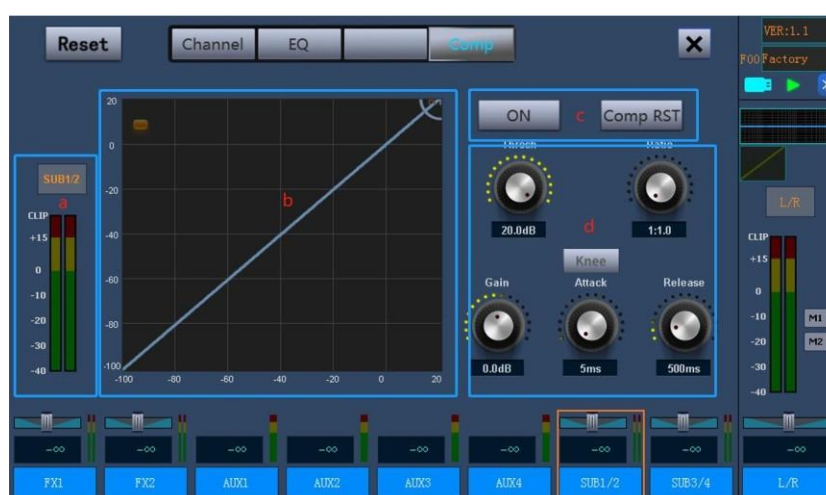 Reset
Channel
EQ
Comp
VER:1.1
F00 Factory
ON
c
Comp RST
Thresh
Ratio
20
0
-20
-40
-60
-80
-100
-100
-80
-60
-40
-20
0
20
b
SUB1/2
a
CLIP
+15
0
-10
-20
-30
-40
20.0dB
1:1.0
d
Knee
Gain
Attack
Release
0.0dB
5ms
500ms
L/R
CLIP
+15
0
-10
-20
-30
-40
M1
M2
-∞
-∞
-∞
-∞
-∞
-∞
-∞
-∞
-∞
FX1
FX2
AUX1
AUX2
AUX3
AUX4
SUB1/2
SUB3/4
L/R